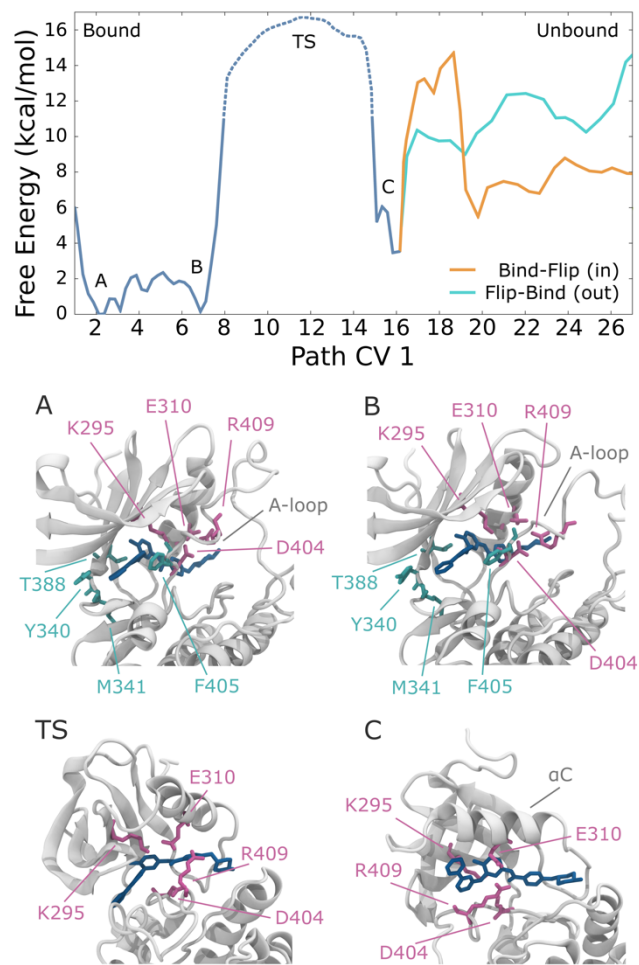 Bound
Unbound
TS
A
B
C
Free Energy (kcal/mol)
16
14
12
10
8
6
4
2
0
Bind-Flip (in)
Flip-Bind (out)
2 4 6 8 10 12 14 16 18 20 22 24 26
Path CV 1
A
E310
K295
R409
A-loop
D404
T388
Y340
M341
F405
B
E310
K295
R409
A-loop
T388
Y340
M341
F405
D404
TS
E310
R409
K295
D404
C
αC
K295
E310
R409
D404